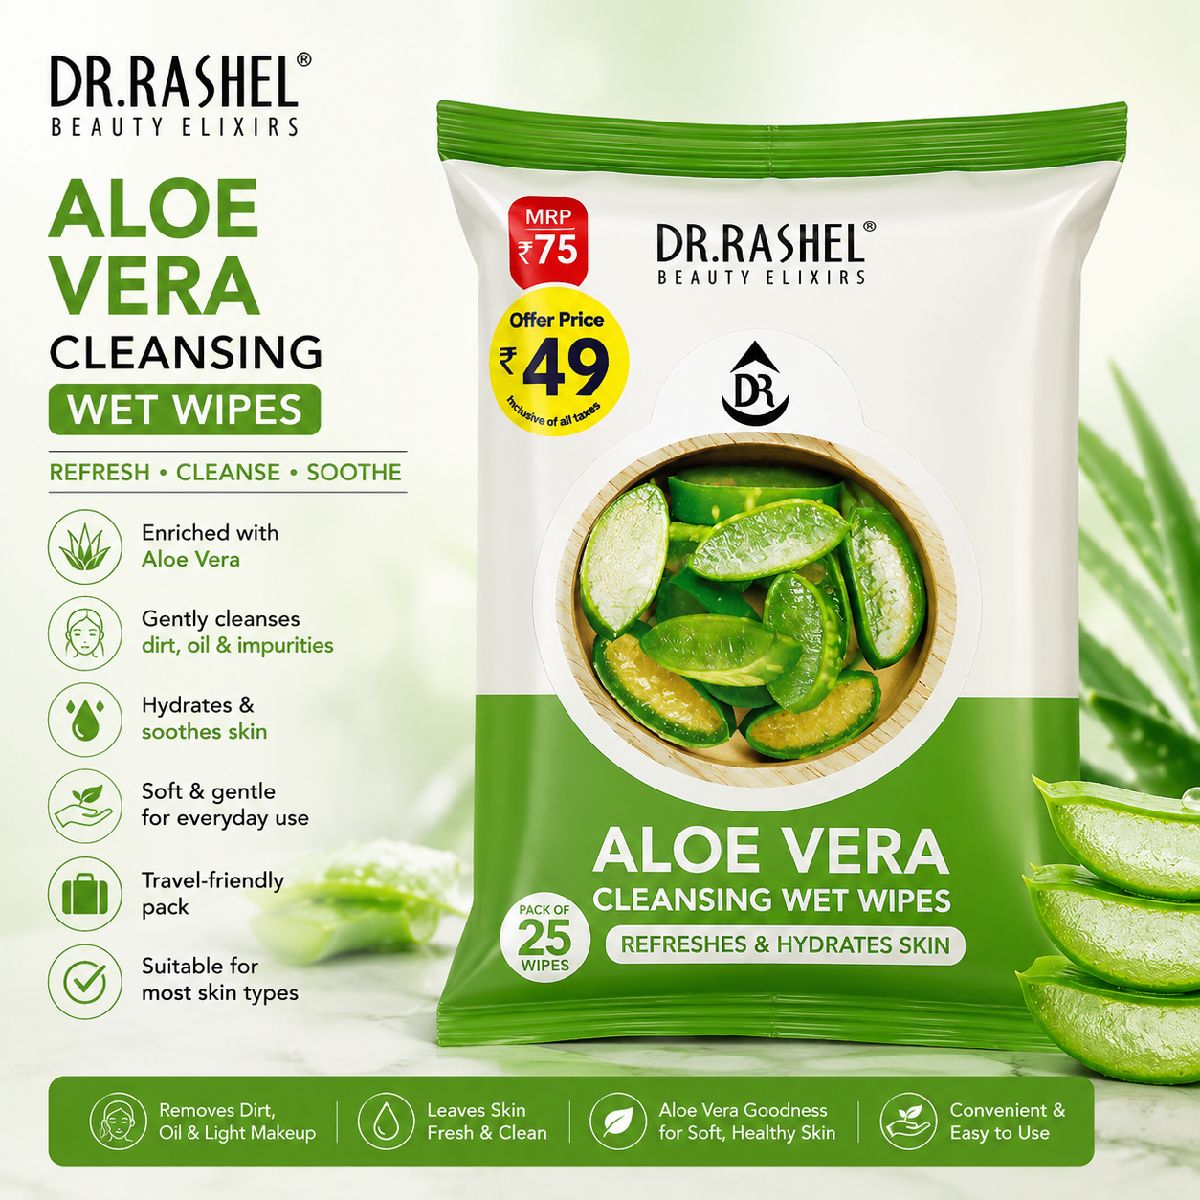 DR.RASHEL®
BEAUTY ELIXIRS
ALOE
VERA
CLEANSING
WET WIPES
REFRESH • CLEANSE • SOOTHE
Enriched with
Aloe Vera
Gently cleanses
dirt, oil & impurities
Hydrates &
soothes skin
Soft & gentle
for everyday use
Travel-friendly
pack
Suitable for
most skin types
MRP
₹75
Offer Price
₹49
Inclusive of all taxes
DR.RASHEL®
BEAUTY ELIXIRS
DR
ALOE VERA
CLEANSING WET WIPES
REFRESHES & HYDRATES SKIN
PACK OF
25
WIPES
Removes Dirt,
Oil & Light Makeup
Leaves Skin
Fresh & Clean
Aloe Vera Goodness
for Soft, Healthy Skin
Convenient &
Easy to Use